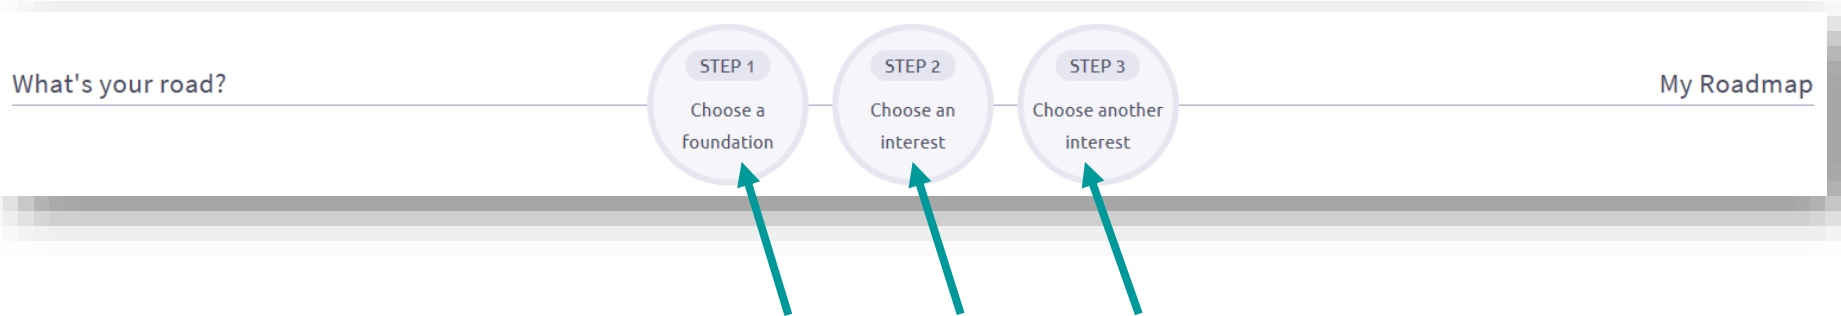 What's your road?
STEP 1
Choose a
foundation
STEP 2
Choose an
interest
STEP 3
Choose another
interest
My Roadmap